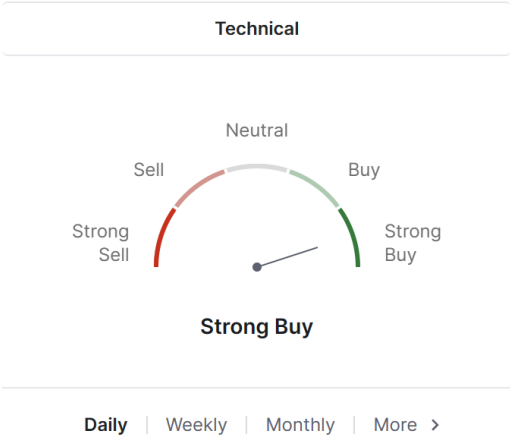 Technical
Neutral
Sell
Buy
Strong
Sell
Strong
Buy
Strong Buy
Daily
Weekly
Monthly
More